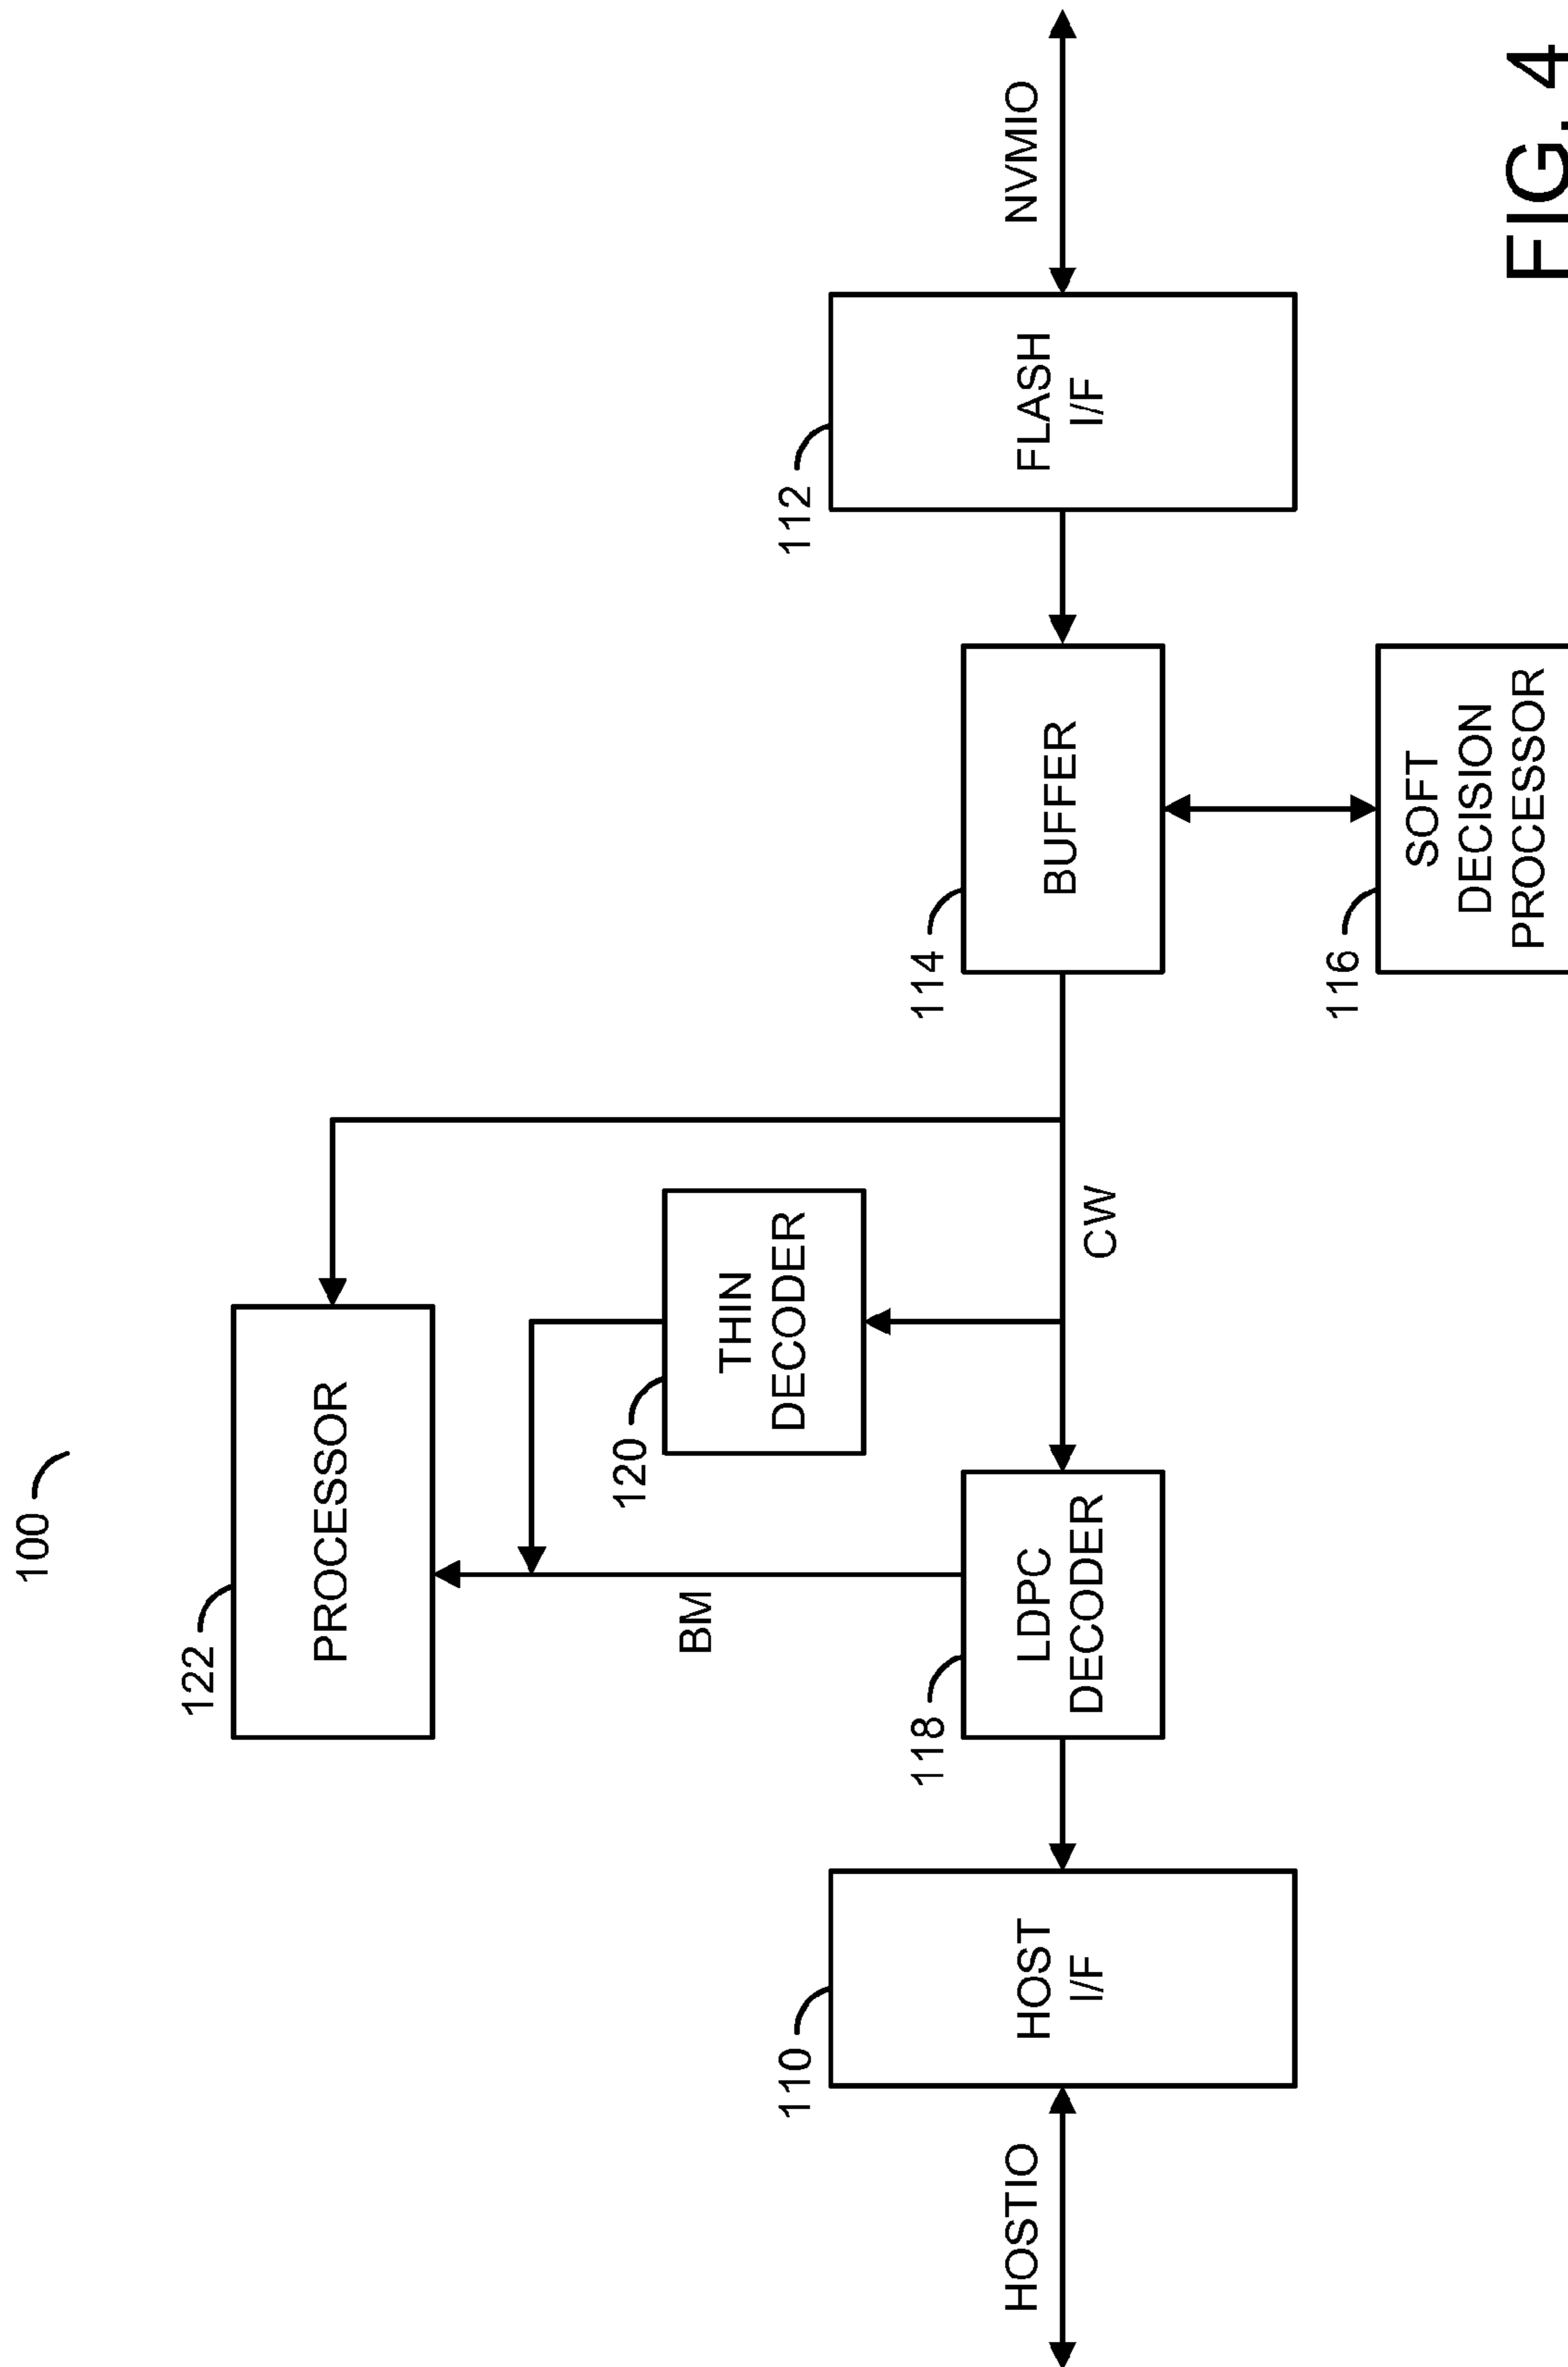 100
122
PROCESSOR
BM
120
THIN
DECODER
HOSTIO
110
HOST
I/F
118
LDPC
DECODER
CW
114
BUFFER
112
FLASH
I/F
NVMIO
116
SOFT
DECISION
PROCESSOR
FIG. 4